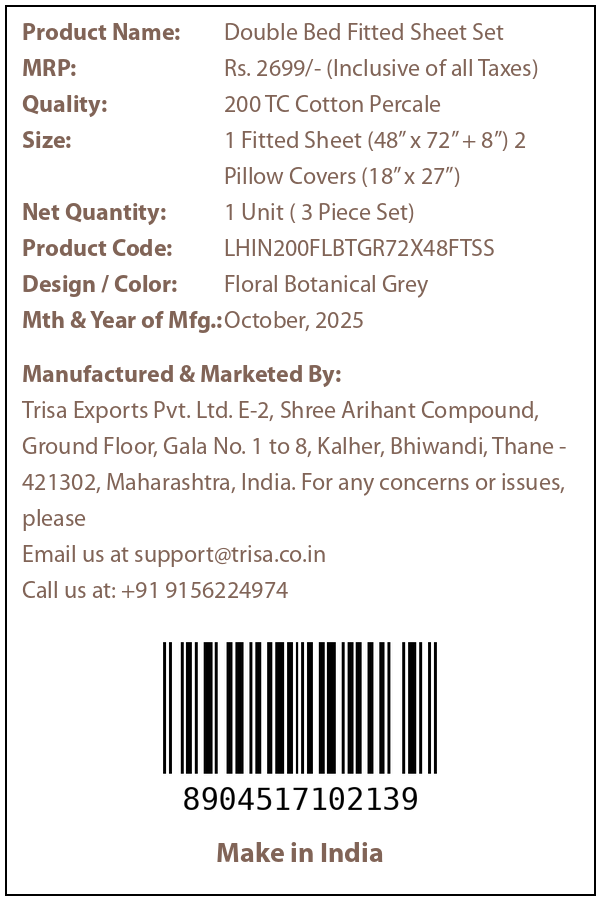 Product Name: Double Bed Fitted Sheet Set
MRP: Rs. 2699/- (Inclusive of all Taxes)
Quality: 200 TC Cotton Percale
Size: 1 Fitted Sheet (48” x 72” + 8”) 2
Pillow Covers (18” x 27”)
Net Quantity: 1 Unit ( 3 Piece Set)
Product Code: LHIN200FLBTGR72X48FTSS
Design / Color: Floral Botanical Grey
Mth & Year of Mfg.: October, 2025
Manufactured & Marketed By:
Trisa Exports Pvt. Ltd. E-2, Shree Arihant Compound,
Ground Floor, Gala No. 1 to 8, Kalher, Bhiwandi, Thane -
421302, Maharashtra, India. For any concerns or issues,
please
Email us at support@trisa.co.in
Call us at: +91 9156224974
8904517102139
Make in India